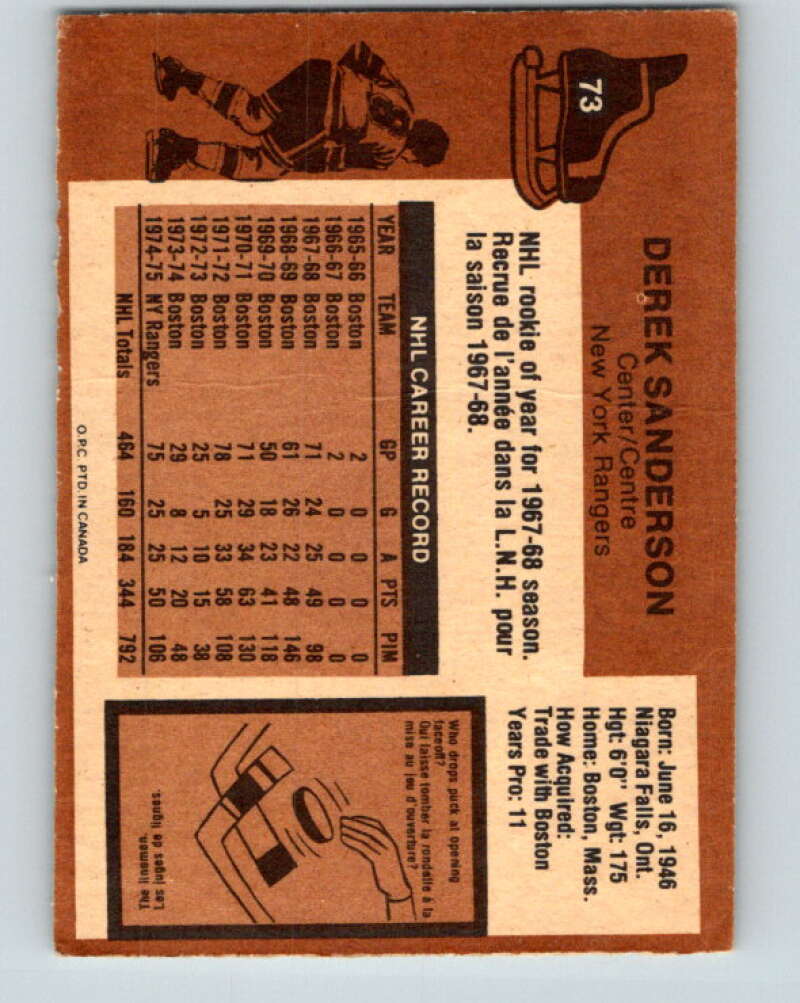 73
DEREK SANDERSON
Center/Centre
New York Rangers
Born: June 16, 1946
Niagara Falls, Ont.
Hgt: 6'0" Wgt: 175
Home: Boston, Mass.
How Acquired:
Trade with Boston
Years Pro: 11
NHL rookie of year for 1967-68 season.
Recrue de l'année dans la L.N.H. pour
la saison 1967-68.
NHL CAREER RECORD
YEAR TEAM GP G A PTS PIM
1965-66 Boston 2 0 0 0 0
1966-67 Boston 2 0 0 0 0
1967-68 Boston 71 24 25 49 98
1968-69 Boston 61 26 22 48 146
1969-70 Boston 50 18 23 41 118
1970-71 Boston 71 29 34 63 130
1971-72 Boston 78 25 33 58 108
1972-73 Boston 25 5 10 15 38
1973-74 Boston 29 8 12 20 48
1974-75 NY Rangers 75 25 25 50 106
NHL Totals 464 160 184 344 792
Who drops puck at opening
faceoff?
Qui laisse tomber la rondelle à la
mise au jeu d'ouverture?
The linesmen.
Les juges de lignes.
O.P.C. PTD. IN CANADA